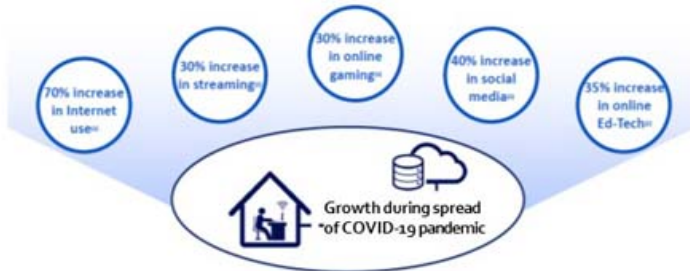 70% increase
in Internet
use
30% increase
in streaming
30% increase
in online
gaming
40% increase
in social
media
35% increase
in online
Ed-Tech
Growth during spread
of COVID-19 pandemic